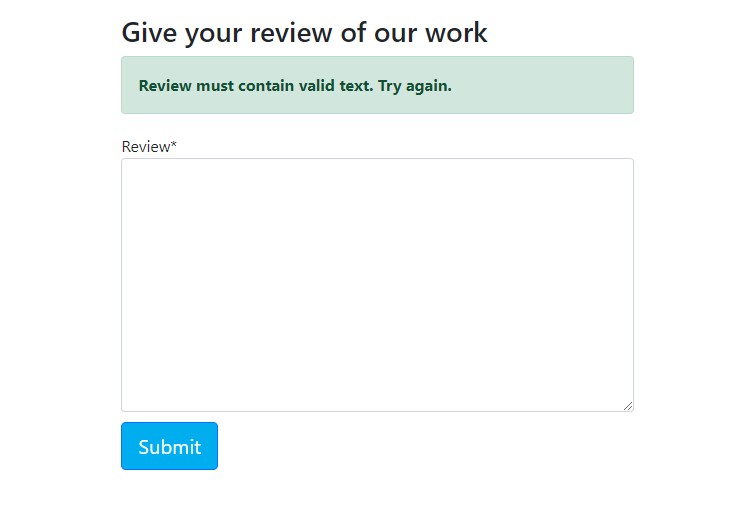 Give your review of our work
Review must contain valid text. Try again.
Review*
Submit